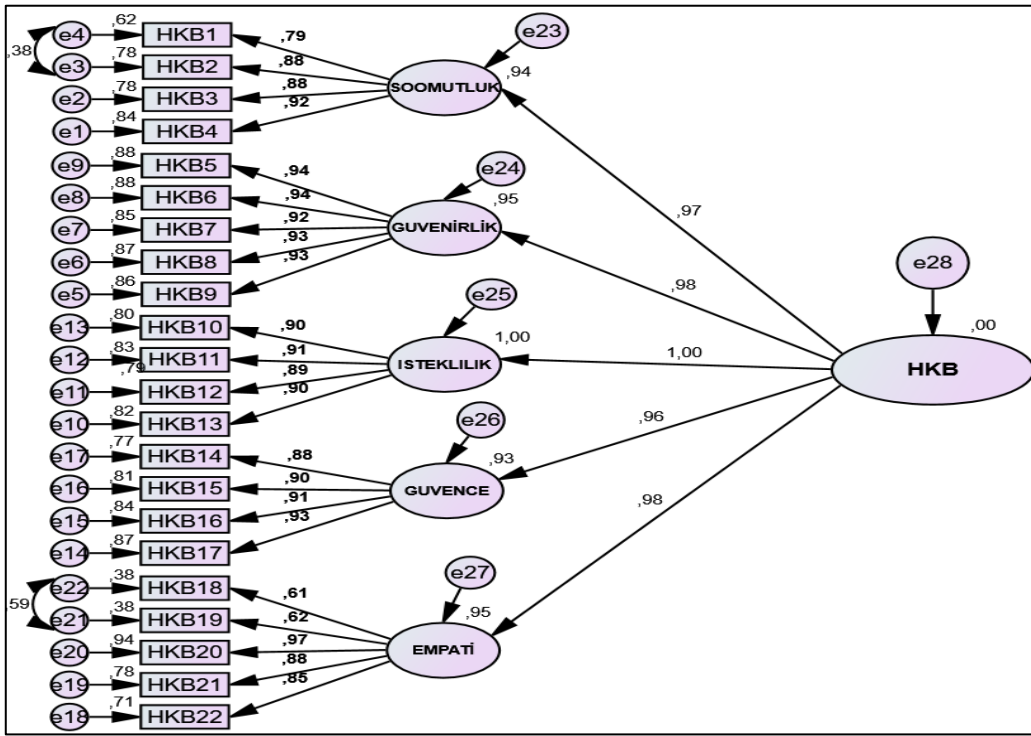 e4 ,62 HKB1
,38
e3 ,78 HKB2
e2 ,78 HKB3
e1 ,84 HKB4
,79
,88
,88
,92
SOOMUTLUK
e23
,94
e9 ,88 HKB5
e8 ,88 HKB6
e7 ,85 HKB7
e6 ,87 HKB8
e5 ,86 HKB9
,94
,94
,92
,93
,93
GUVENİRLİK
e24
,95
e13 ,80 HKB10
e12 ,83 HKB11
e11 ,79 HKB12
e10 ,82 HKB13
,90
,91
,89
,90
ISTEKLILIK
e25
1,00
e17 ,77 HKB14
e16 ,81 HKB15
e15 ,84 HKB16
e14 ,87 HKB17
,88
,90
,91
,93
GUVENCE
e26
,93
e22 ,38 HKB18
,59
e21 ,38 HKB19
e20 ,94 HKB20
e19 ,78 HKB21
e18 ,71 HKB22
,61
,62
,97
,88
,85
EMPATİ
e27
,95
,97
,98
1,00
,96
,98
e28
,00
HKB